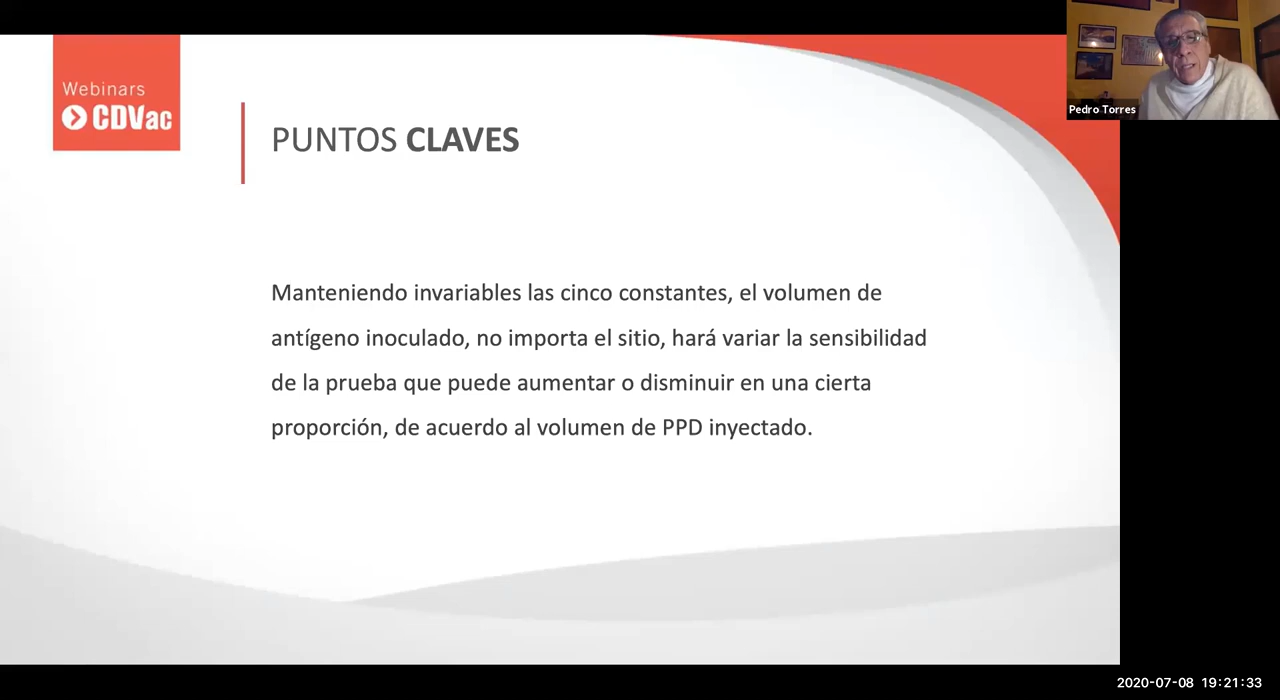 Webinars
CDVac
PUNTOS CLAVES
Pedro Torres
Manteniendo invariables las cinco constantes, el volumen de
antígeno inoculado, no importa el sitio, hará variar la sensibilidad
de la prueba que puede aumentar o disminuir en una cierta
proporción, de acuerdo al volumen de PPD inyectado.
2020-07-08 19:21:33